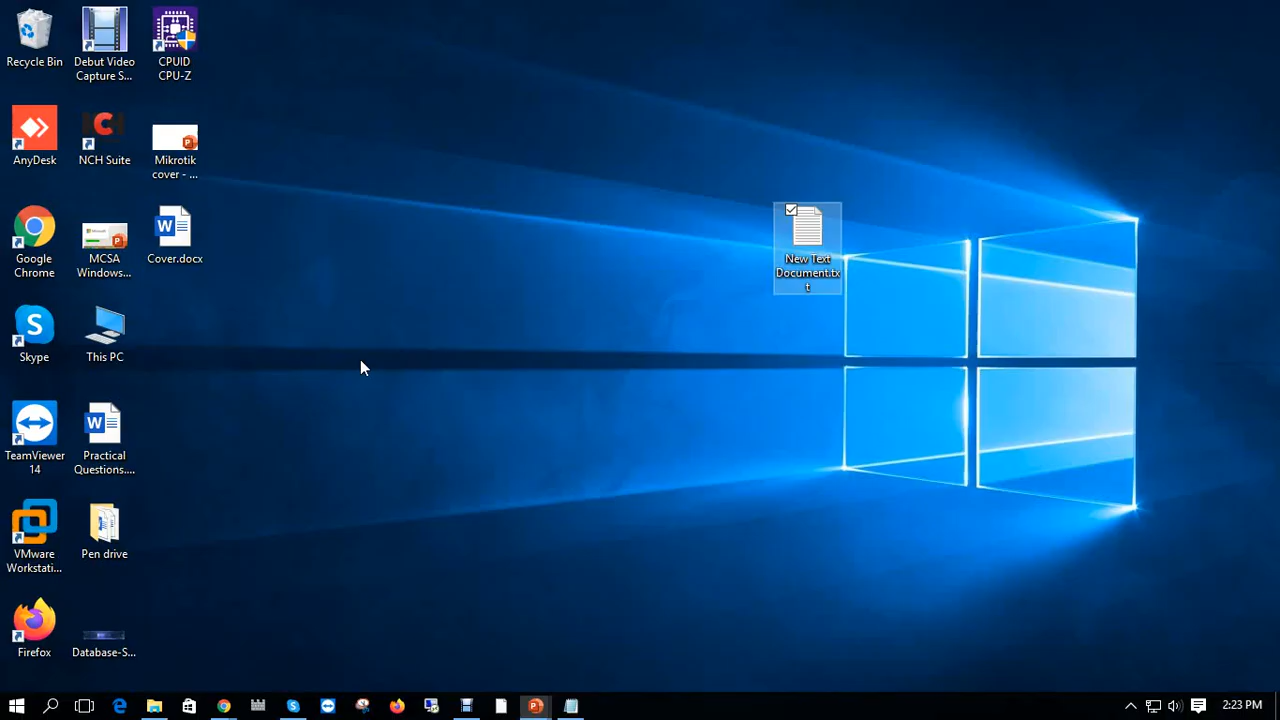 Recycle Bin
Debut Video
Capture S...
CPUID
CPU-Z
AnyDesk
NCH Suite
Mikrotik
cover - ...
Google
Chrome
MCSA
Windows...
Cover.docx
New Text
Document.tx
t
Skype
This PC
TeamViewer
14
Practical
Questions....
VMware
Workstati...
Pen drive
Firefox
Database-S...
2:23 PM